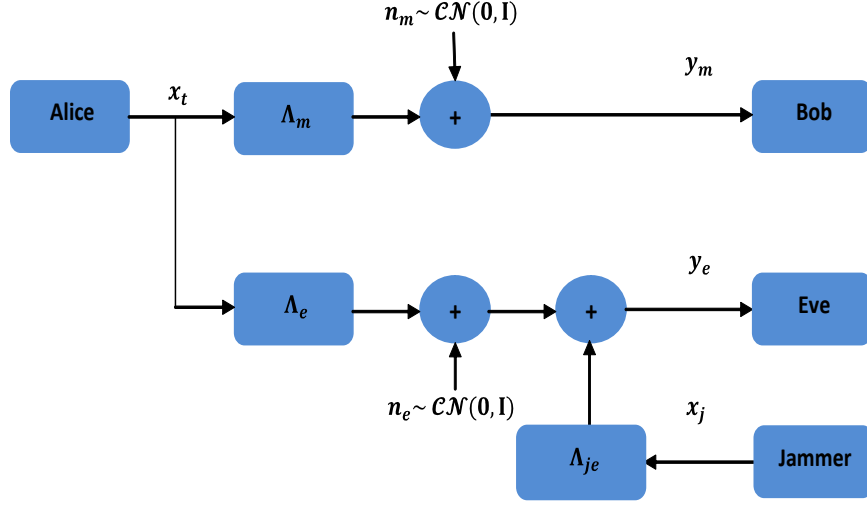 n_m ~ 𝒞𝒩(0, I)
Alice
x_t
Λ_m
+
y_m
Bob
Λ_e
+
+
y_e
Eve
n_e ~ 𝒞𝒩(0, I)
x_j
Λ_je
Jammer